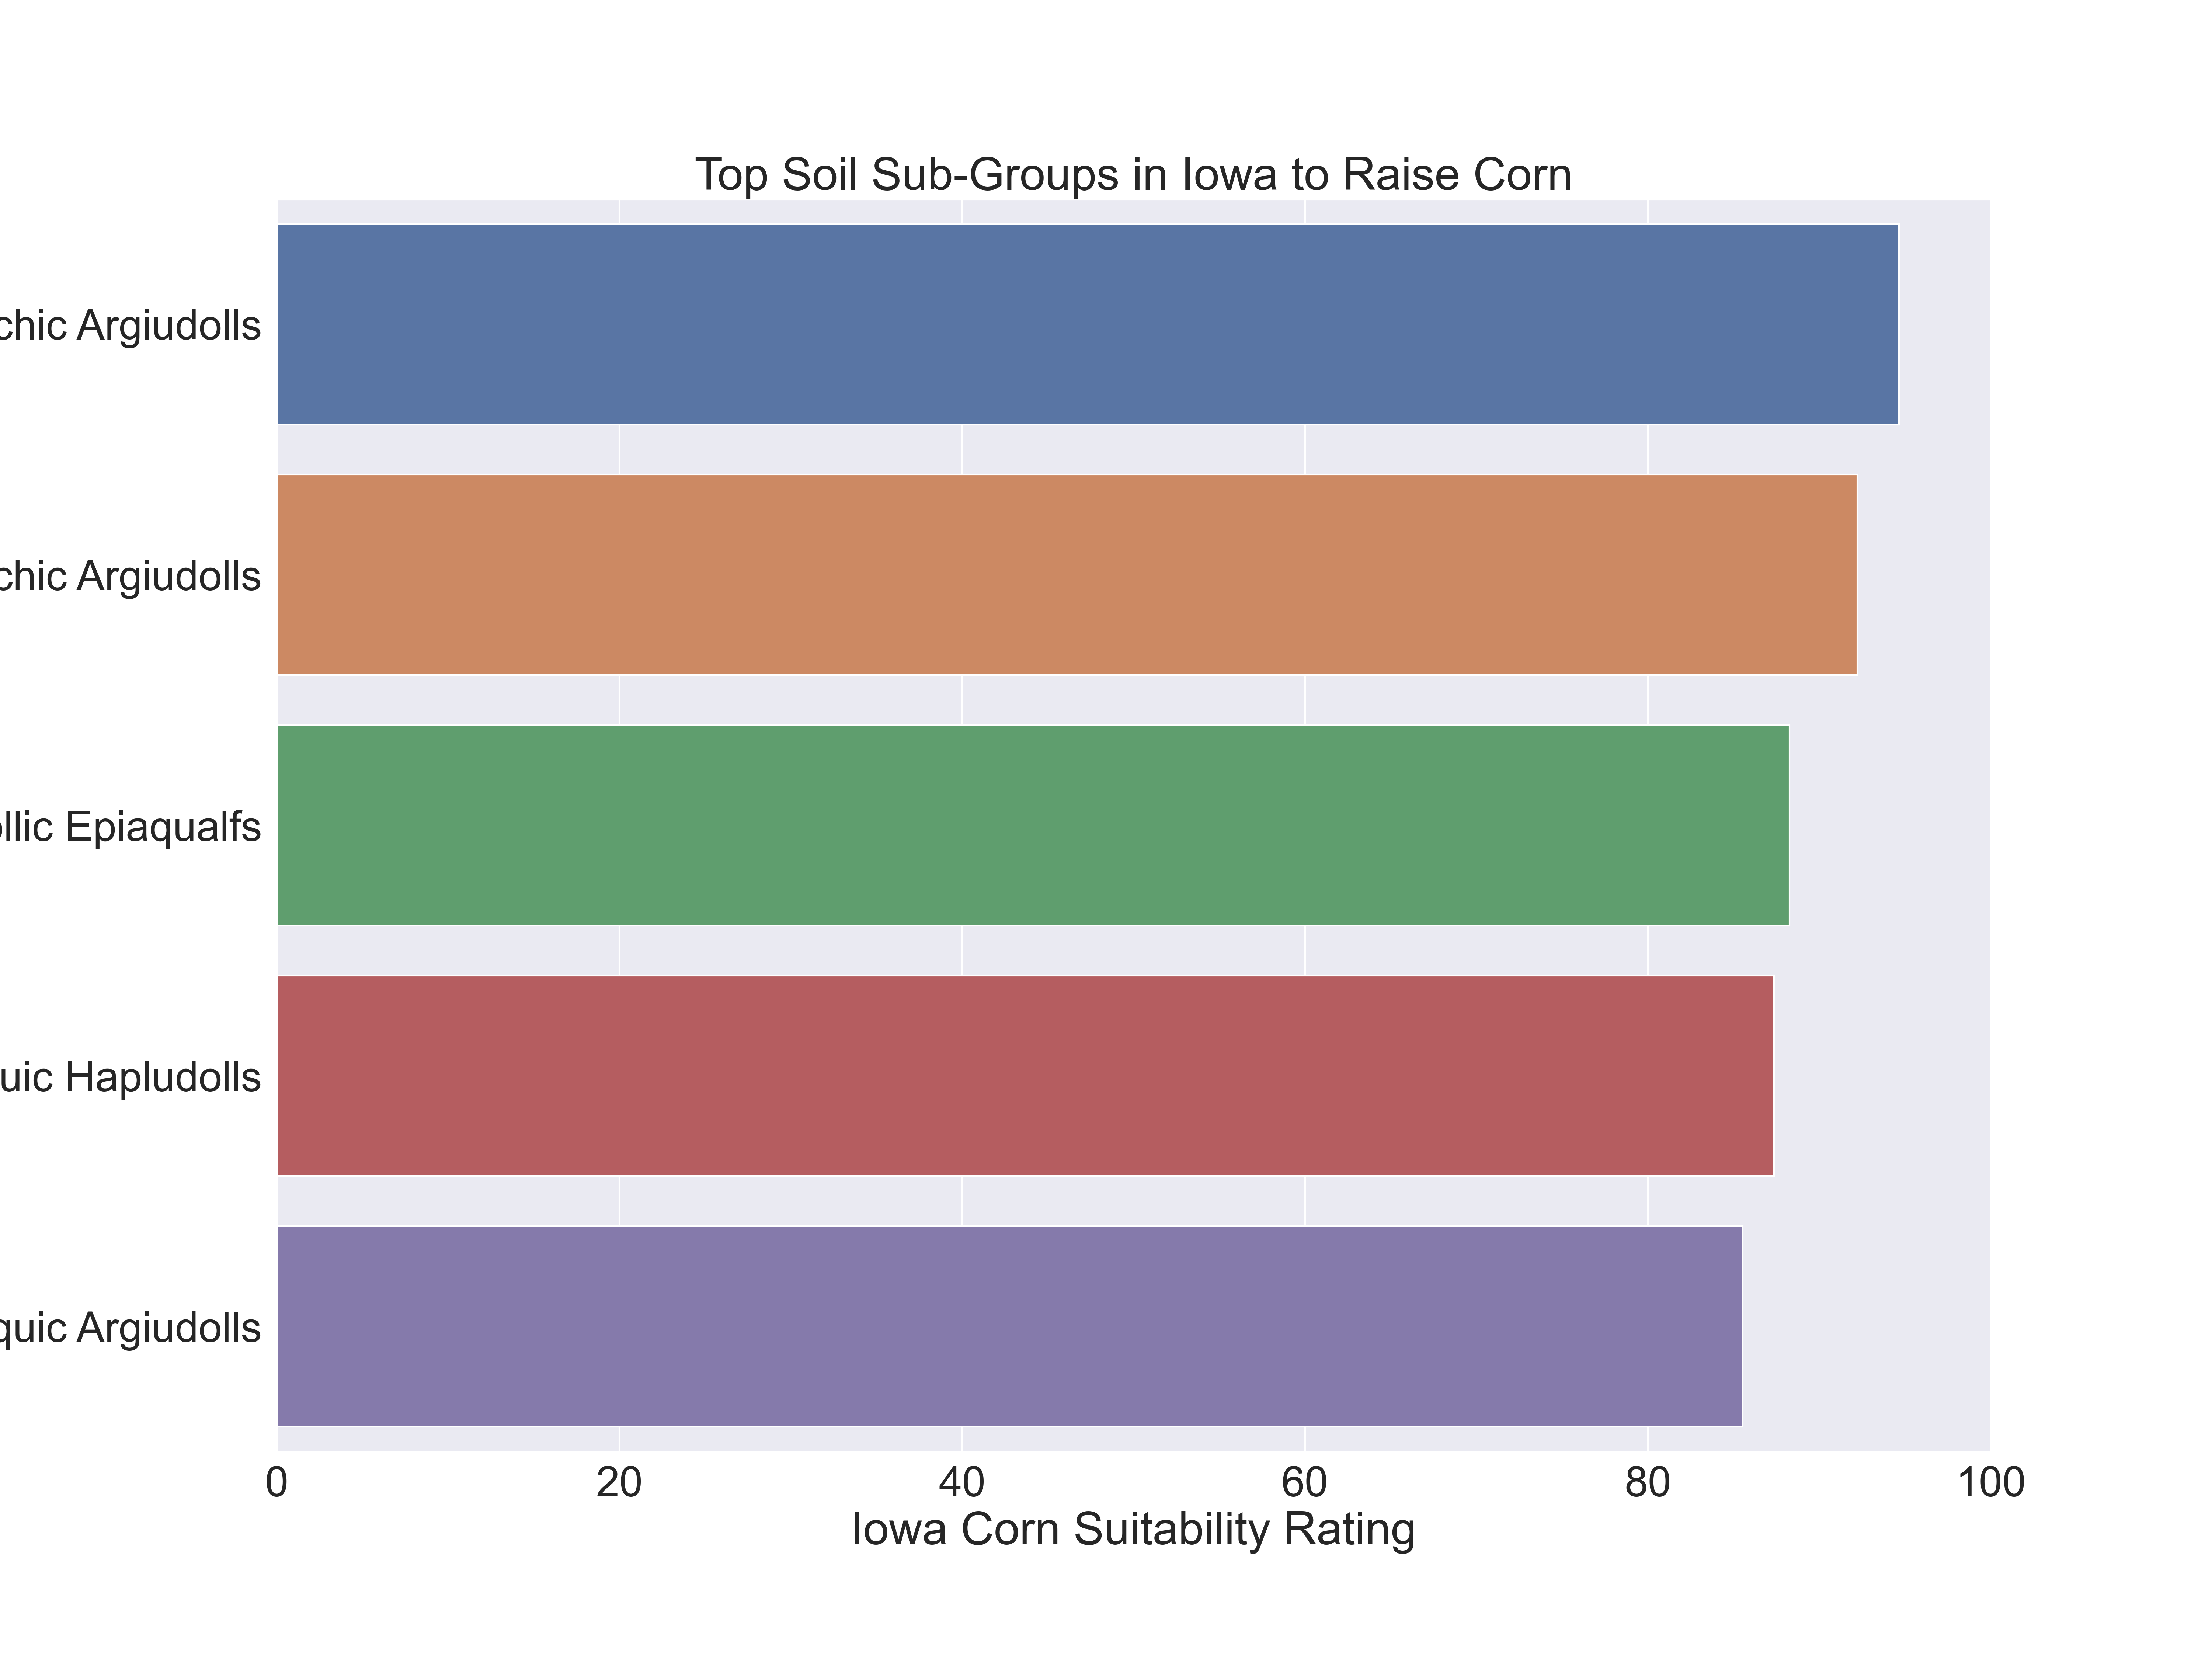 Top Soil Sub-Groups in Iowa to Raise Corn
chic Argiudolls
chic Argiudolls
llic Epiaqualfs
uic Hapludolls
quic Argiudolls
0 20 40 60 80 100
Iowa Corn Suitability Rating